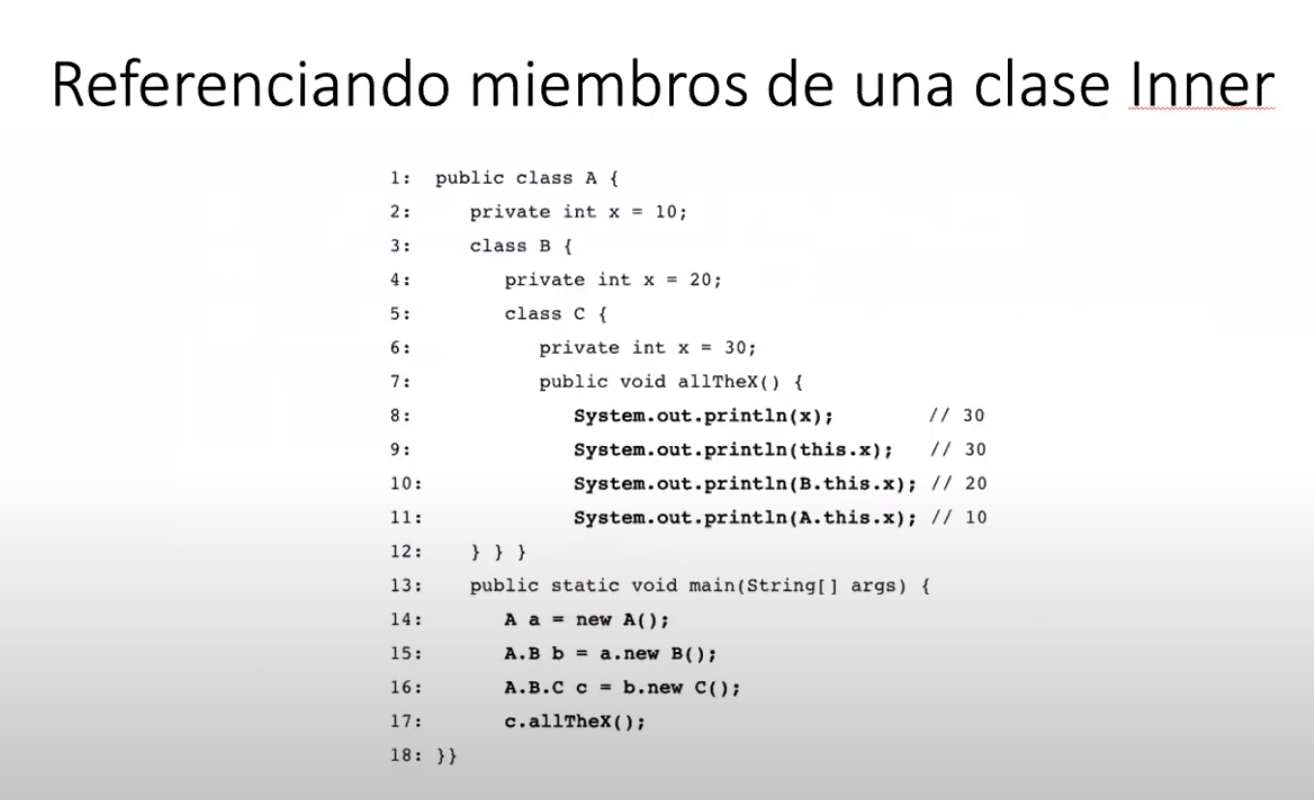 Referenciando miembros de una clase Inner
1: public class A {
2: private int x = 10;
3: class B {
4: private int x = 20;
5: class C {
6: private int x = 30;
7: public void allTheX() {
8: System.out.println(x); // 30
9: System.out.println(this.x); // 30
10: System.out.println(B.this.x); // 20
11: System.out.println(A.this.x); // 10
12: } } }
13: public static void main(String[] args) {
14: A a = new A();
15: A.B b = a.new B();
16: A.B.C c = b.new C();
17: c.allTheX();
18: }}